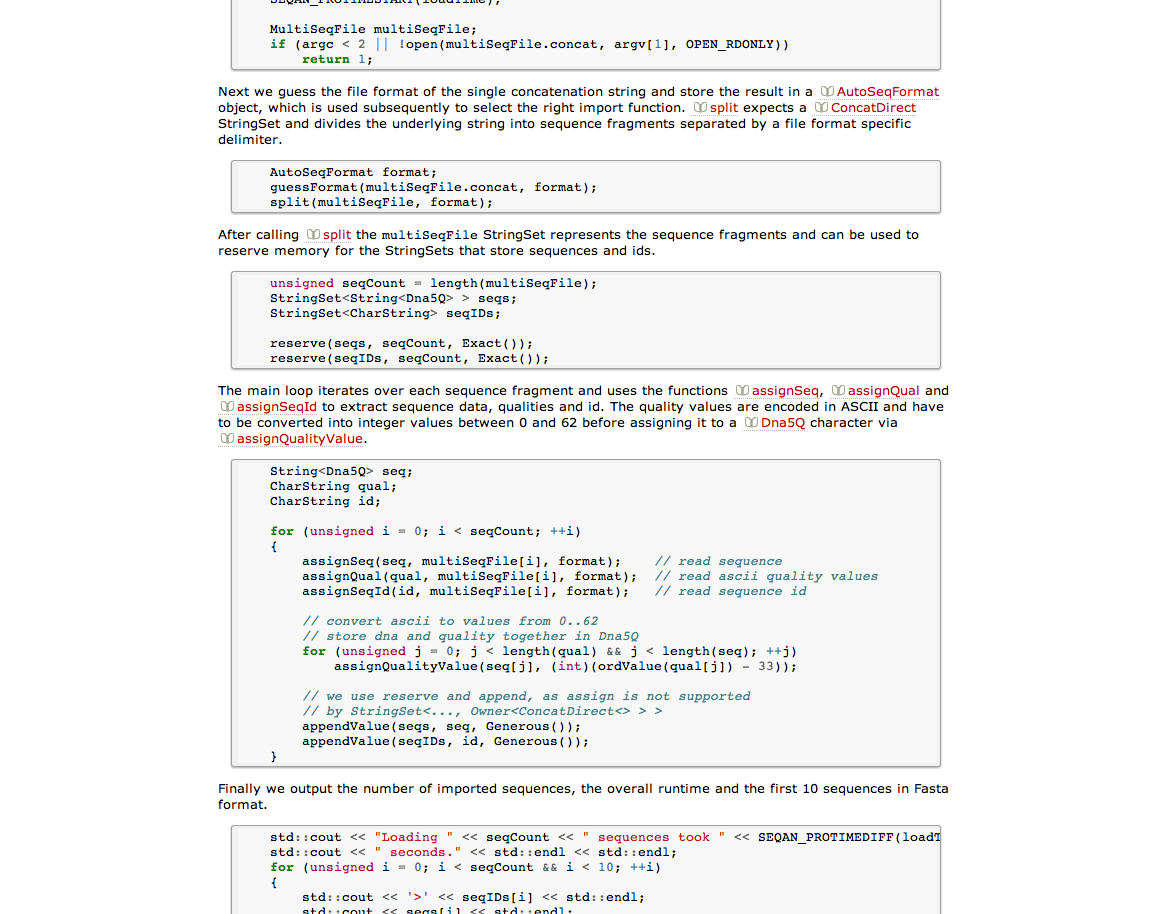 SEQAN_PROTIMESTART(loadTime);
MultiSeqFile multiSeqFile;
if (argc < 2 || !open(multiSeqFile.concat, argv[1], OPEN_RDONLY))
return 1;
Next we guess the file format of the single concatenation string and store the result in a AutoSeqFormat
object, which is used subsequently to select the right import function. split expects a ConcatDirect
StringSet and divides the underlying string into sequence fragments separated by a file format specific
delimiter.
AutoSeqFormat format;
guessFormat(multiSeqFile.concat, format);
split(multiSeqFile, format);
After calling split the multiSeqFile StringSet represents the sequence fragments and can be used to
reserve memory for the StringSets that store sequences and ids.
unsigned seqCount = length(multiSeqFile);
StringSet<String<Dna5Q> > seqs;
StringSet<CharString> seqIDs;
reserve(seqs, seqCount, Exact());
reserve(seqIDs, seqCount, Exact());
The main loop iterates over each sequence fragment and uses the functions assignSeq, assignQual and
assignSeqId to extract sequence data, qualities and id. The quality values are encoded in ASCII and have
to be converted into integer values between 0 and 62 before assigning it to a Dna5Q character via
assignQualityValue.
String<Dna5Q> seq;
CharString qual;
CharString id;
for (unsigned i = 0; i < seqCount; ++i)
{
assignSeq(seq, multiSeqFile[i], format);    // read sequence
assignQual(qual, multiSeqFile[i], format);  // read ascii quality values
assignSeqId(id, multiSeqFile[i], format);   // read sequence id
// convert ascii to values from 0..62
// store dna and quality together in Dna5Q
for (unsigned j = 0; j < length(qual) && j < length(seq); ++j)
assignQualityValue(seq[j], (int)(ordValue(qual[j]) - 33));
// we use reserve and append, as assign is not supported
// by StringSet<..., Owner<ConcatDirect<> > >
appendValue(seqs, seq, Generous());
appendValue(seqIDs, id, Generous());
}
Finally we output the number of imported sequences, the overall runtime and the first 10 sequences in Fasta
format.
std::cout << "Loading " << seqCount << " sequences took " << SEQAN_PROTIMEDIFF(loadT
std::cout << " seconds." << std::endl << std::endl;
for (unsigned i = 0; i < seqCount && i < 10; ++i)
{
std::cout << '>' << seqIDs[i] << std::endl;
std::cout << seqs[i] << std::endl;